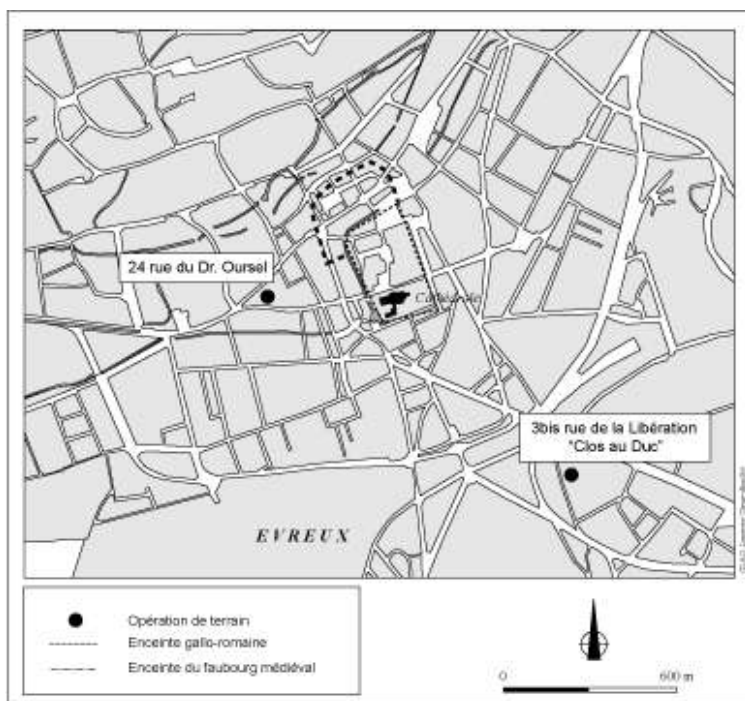 24 rue du Dr. Oursel
Cathédrale
3bis rue de la Libération
"Clos au Duc"
EVREUX
Opération de terrain
Enceinte gallo-romaine
Enceinte du faubourg médiéval
0
600 m